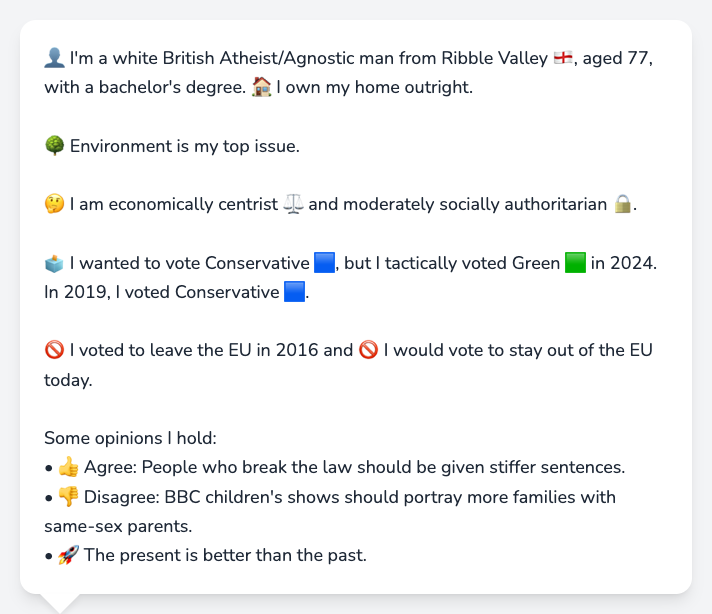 👤 I'm a white British Atheist/Agnostic man from Ribble Valley 🏴󠁧󠁢󠁥󠁮󠁧󠁿, aged 77,
with a bachelor's degree. 🏠 I own my home outright.
🌳 Environment is my top issue.
🤔 I am economically centrist ⚖️ and moderately socially authoritarian 🔒.
🗳️ I wanted to vote Conservative 🟦, but I tactically voted Green 🟩 in 2024.
In 2019, I voted Conservative 🟦.
🚫 I voted to leave the EU in 2016 and 🚫 I would vote to stay out of the EU
today.
Some opinions I hold:
• 👍 Agree: People who break the law should be given stiffer sentences.
• 👎 Disagree: BBC children's shows should portray more families with
same-sex parents.
• 🚀 The present is better than the past.